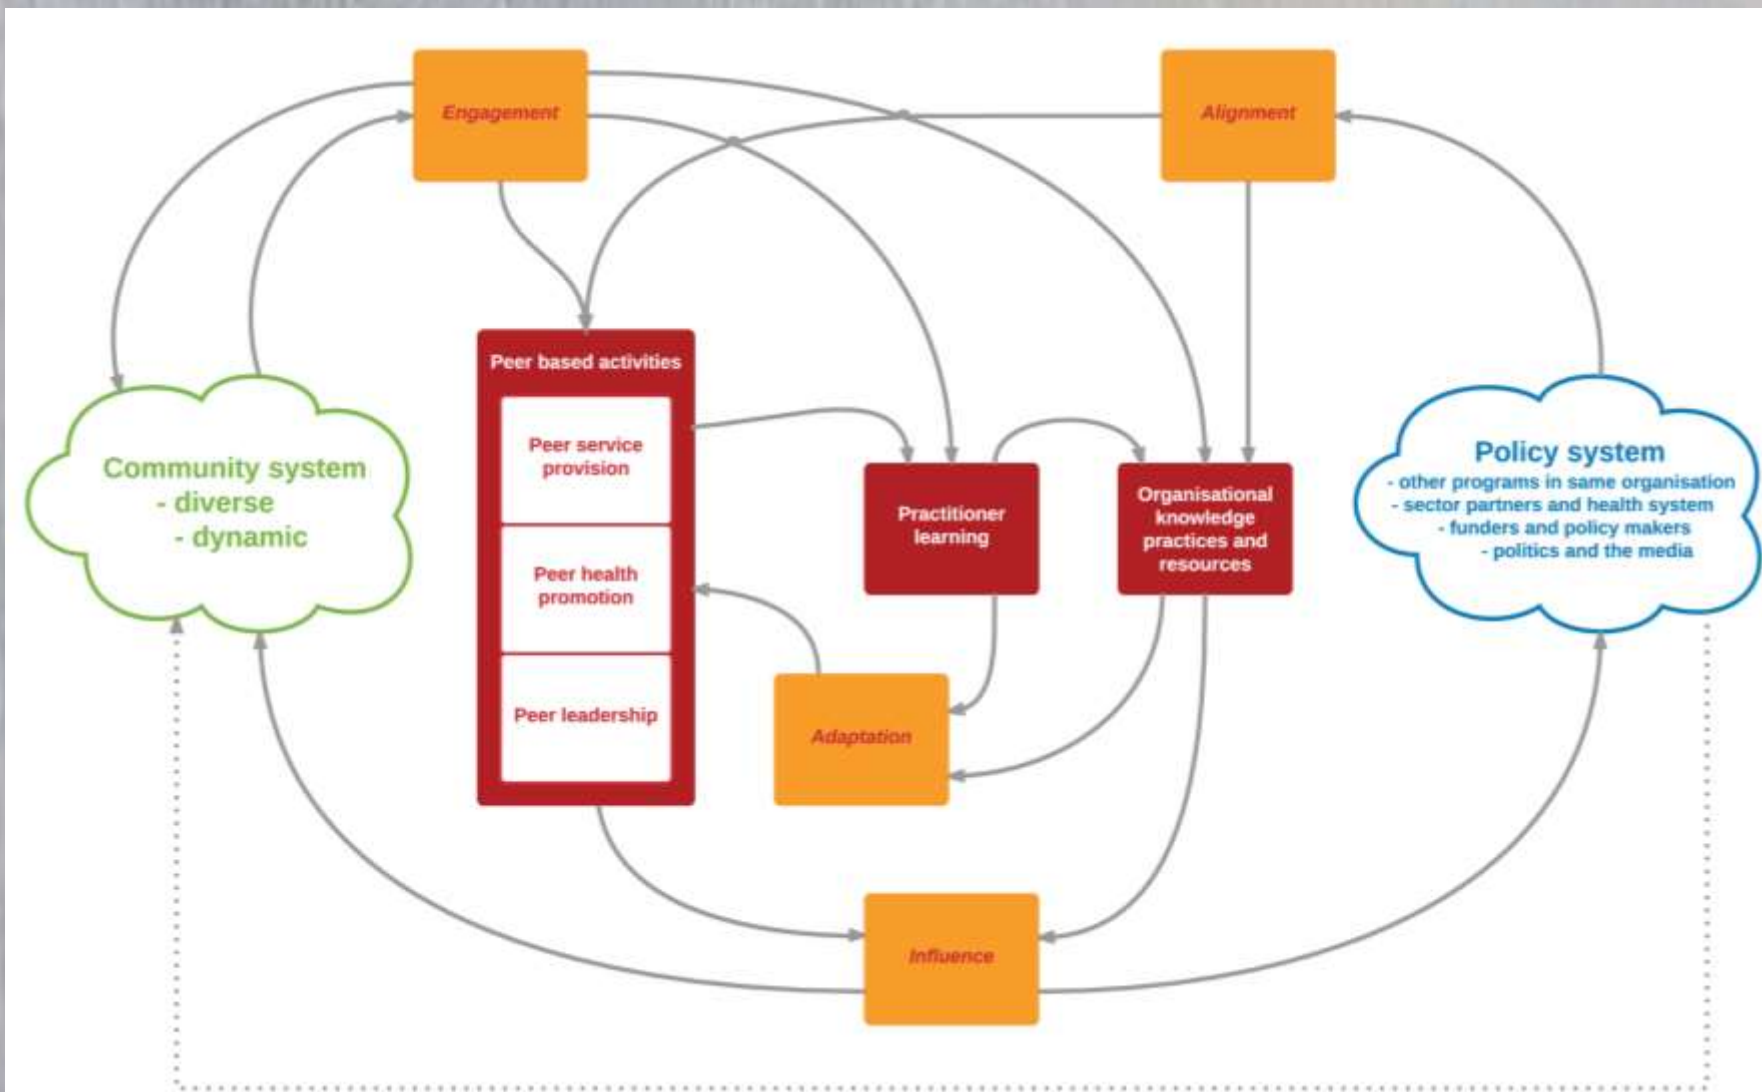 Engagement
Alignment
Peer based activities
Peer service
provision
Peer health
promotion
Peer leadership
Community system
- diverse
- dynamic
Practitioner
learning
Organisational
knowledge
practices and
resources
Policy system
- other programs in same organisation
- sector partners and health system
- funders and policy makers
- politics and the media
Adaptation
Influence